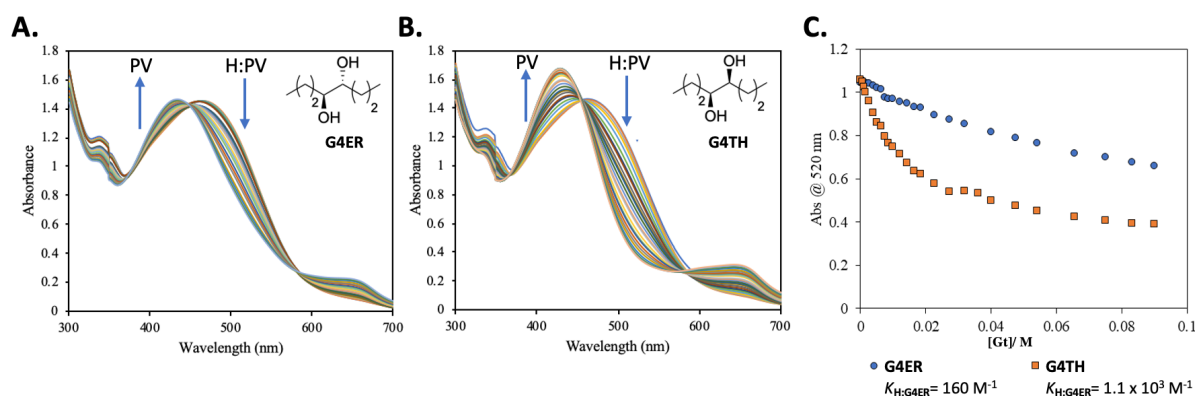 A.
1.8
1.6
1.4
1.2
1
0.8
0.6
0.4
0.2
0
Absorbance
300 400 500 600 700
Wavelength (nm)
PV
H:PV
OH
2
2
OH
G4ER
B.
1.8
1.6
1.4
1.2
1
0.8
0.6
0.4
0.2
0
Absorbance
300 400 500 600 700
Wavelength (nm)
PV
H:PV
OH
2
2
OH
G4TH
C.
1.2
1
0.8
0.6
0.4
0.2
0
Abs @ 520 nm
0 0.02 0.04 0.06 0.08 0.1
[Gt]/ M
G4ER
K_H:G4ER= 160 M⁻¹
G4TH
K_H:G4ER= 1.1 x 10³ M⁻¹